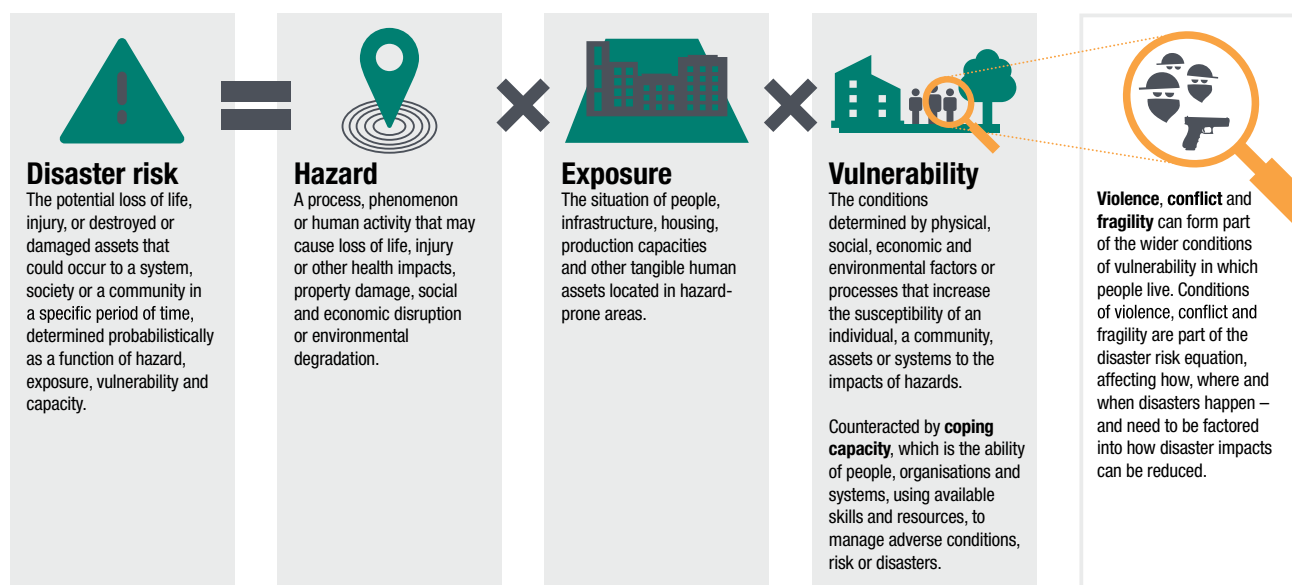 Disaster risk
The potential loss of life,
injury, or destroyed or
damaged assets that
could occur to a system,
society or a community in
a specific period of time,
determined probabilistically
as a function of hazard,
exposure, vulnerability and
capacity.
Hazard
A process, phenomenon
or human activity that may
cause loss of life, injury
or other health impacts,
property damage, social
and economic disruption
or environmental
degradation.
Exposure
The situation of people,
infrastructure, housing,
production capacities
and other tangible human
assets located in hazard-
prone areas.
Vulnerability
The conditions
determined by physical,
social, economic and
environmental factors or
processes that increase
the susceptibility of an
individual, a community,
assets or systems to the
impacts of hazards.
Counteracted by coping
capacity, which is the ability
of people, organisations and
systems, using available
skills and resources, to
manage adverse conditions,
risk or disasters.
Violence, conflict and
fragility can form part
of the wider conditions
of vulnerability in which
people live. Conditions
of violence, conflict and
fragility are part of the
disaster risk equation,
affecting how, where and
when disasters happen –
and need to be factored
into how disaster impacts
can be reduced.